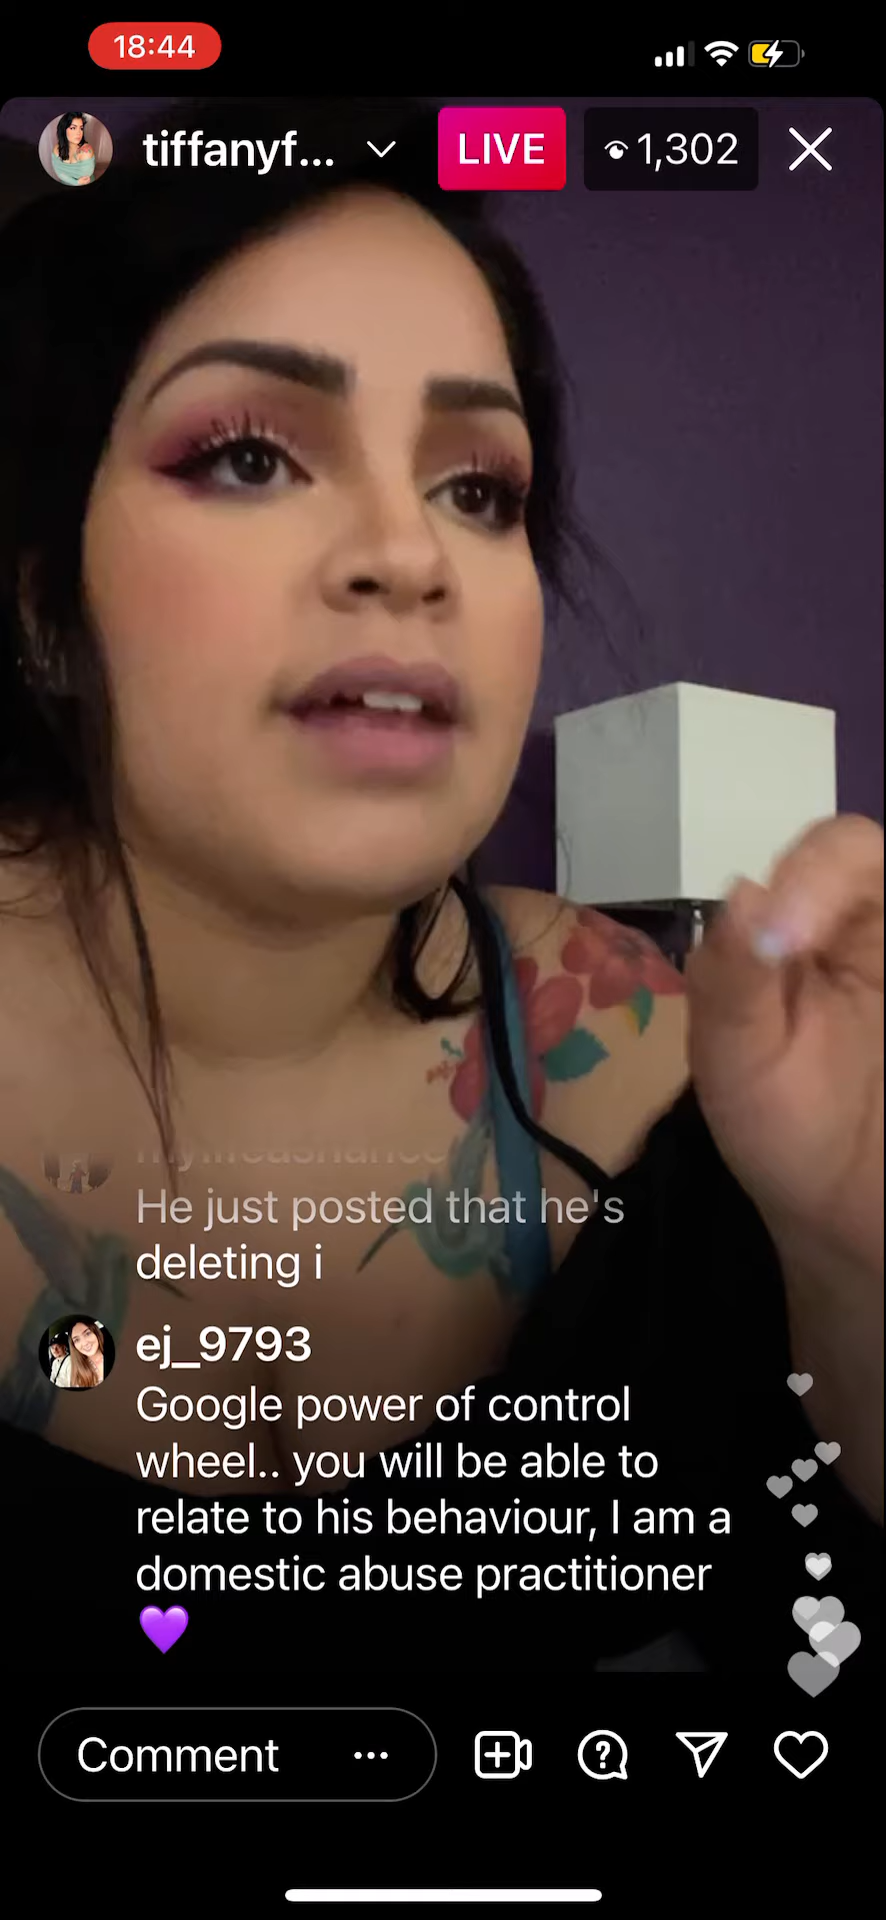 18:44
tiffanyf...
LIVE
1,302
He just posted that he's
deleting i
ej_9793
Google power of control
wheel.. you will be able to
relate to his behaviour, I am a
domestic abuse practitioner
💜
Comment